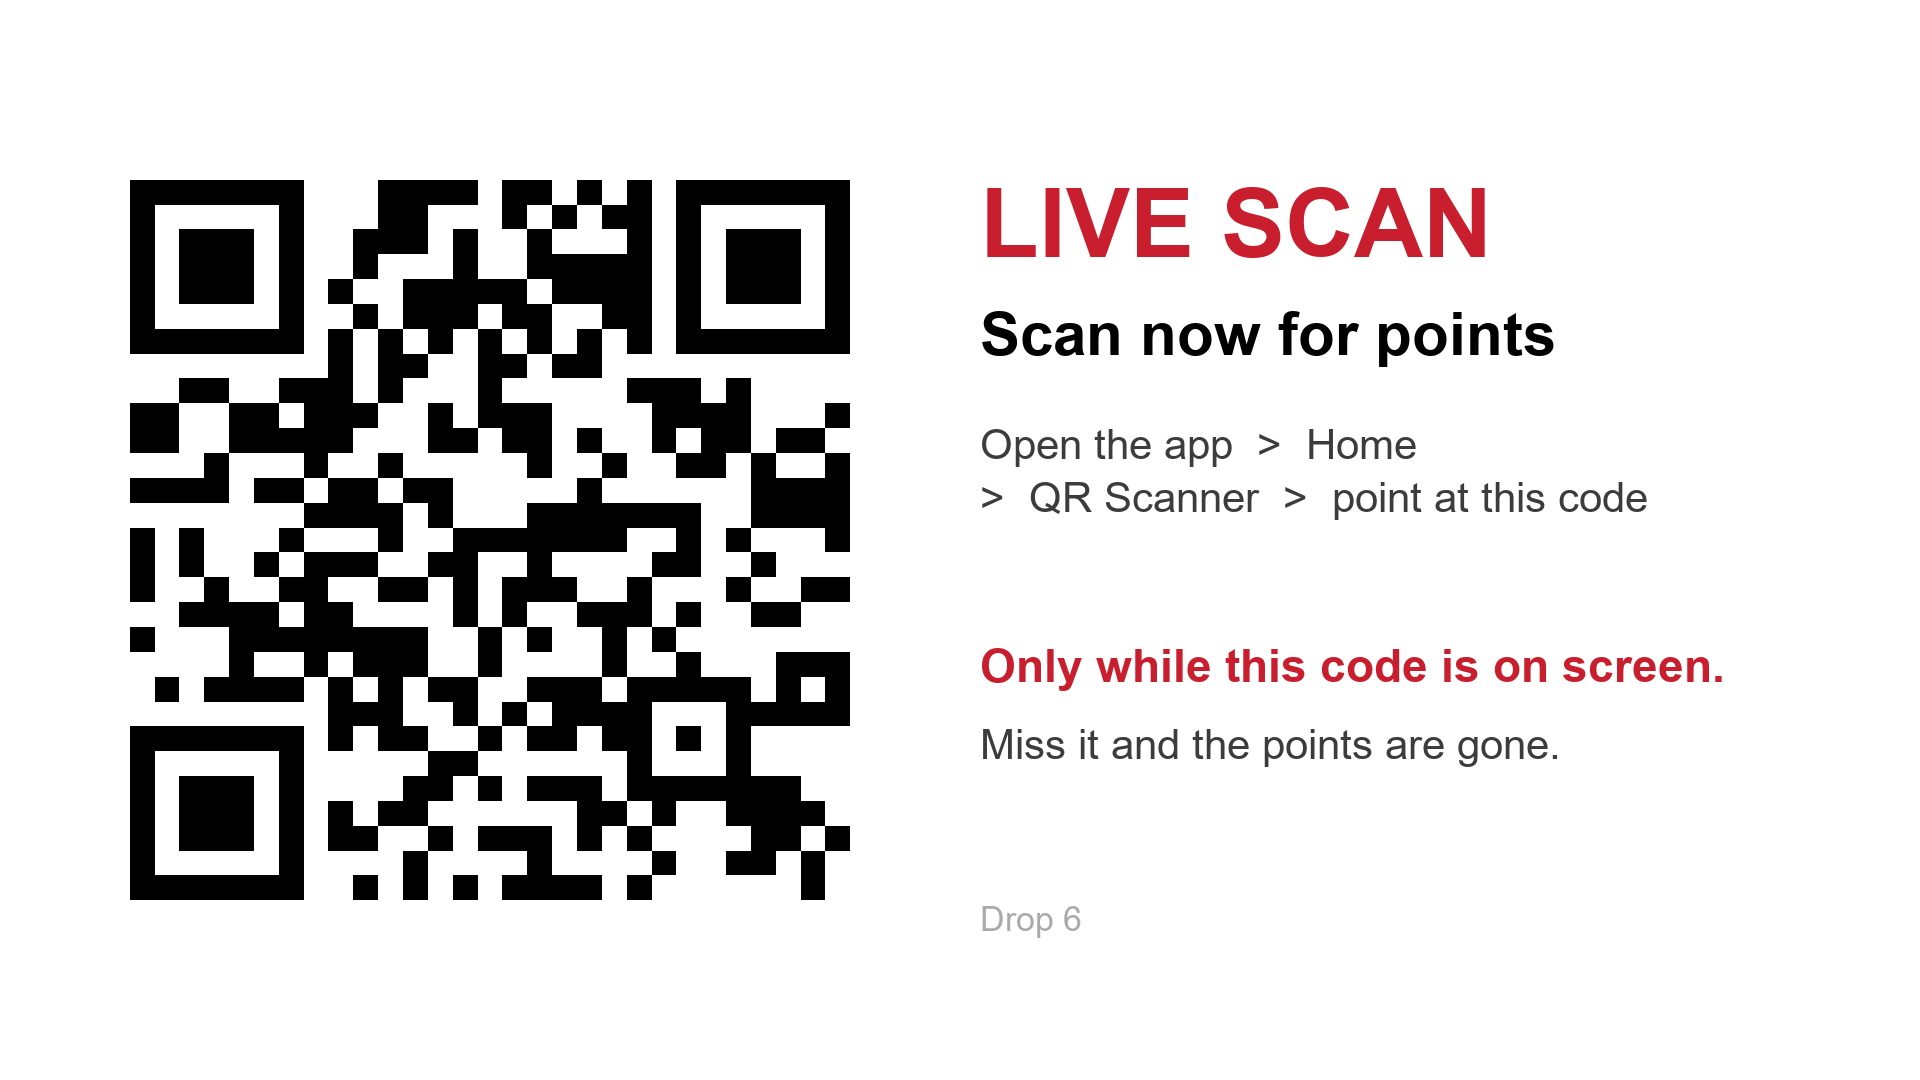 LIVE SCAN
Scan now for points
Open the app > Home
> QR Scanner > point at this code
Only while this code is on screen.
Miss it and the points are gone.
Drop 6